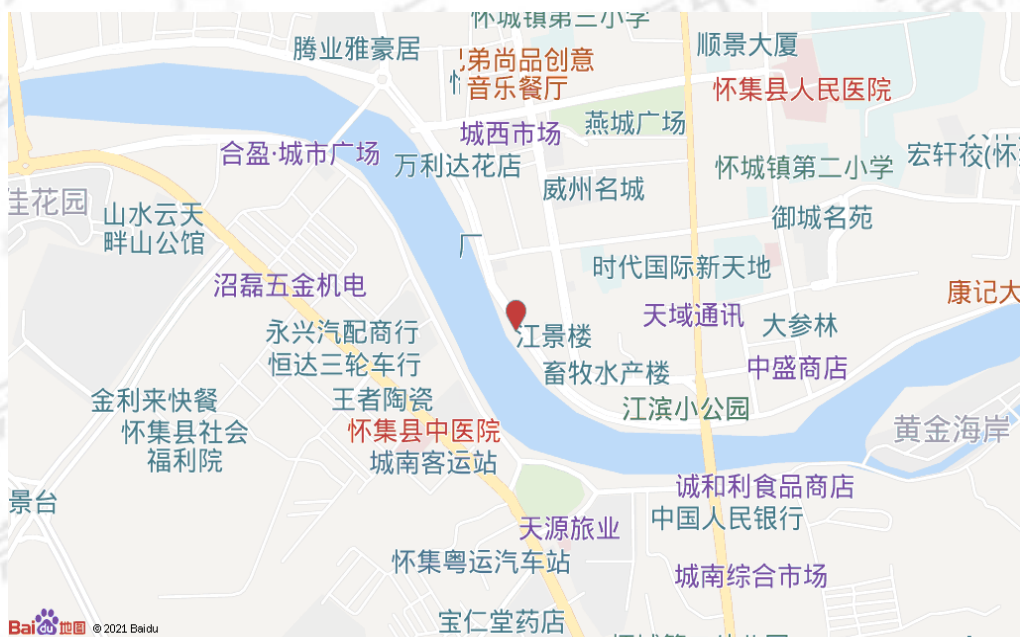 怀城镇第三小学
腾业雅豪居
顺景大厦
弟尚品创意
音乐餐厅
怀集县人民医院
燕城广场
城西市场
合盈·城市广场
万利达花店
怀城镇第二小学
宏轩
(怀
威州名城
佳花园
山水云天
畔山公馆
御城名苑
厂
时代国际新天地
沼磊五金机电
康记大
天域通讯
大参林
永兴汽配商行
江景楼
恒达三轮车行
中盛商店
畜牧水产楼
金利来快餐
王者陶瓷
江滨小公园
怀集县社会
福利院
怀集县中医院
黄金海岸
城南客运站
诚和利食品商店
景台
中国人民银行
天源旅业
怀集粤运汽车站
城南综合市场
宝仁堂药店
Bai du 地图 © 2021 Baidu